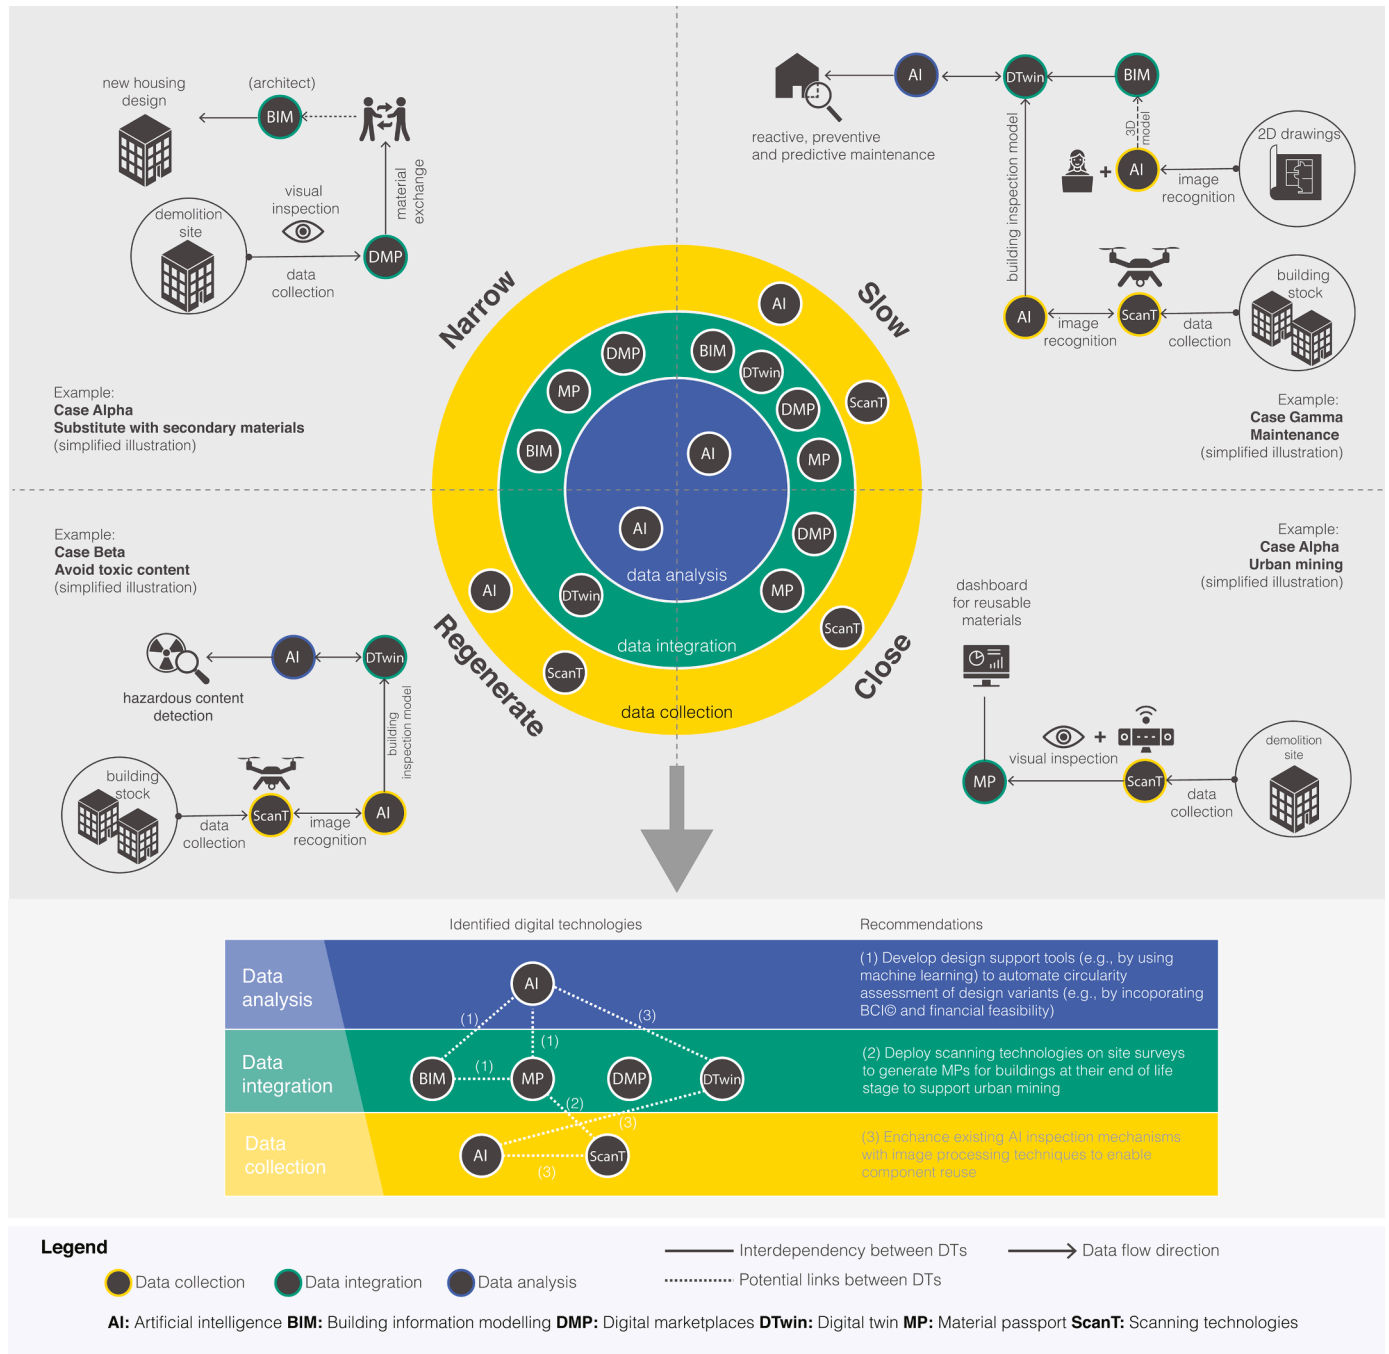 new housing
design
(architect)
BIM
visual
inspection
material
exchange
demolition
site
DMP
data
collection
Example:
Case Alpha
Substitute with secondary materials
(simplified illustration)
AI
DTwin
BIM
reactive, preventive
and predictive maintenance
building inspection model
3D
model
2D drawings
+
AI
image
recognition
building
stock
AI
ScanT
image
recognition
data
collection
Example:
Case Gamma
Maintenance
(simplified illustration)
Narrow
Slow
AI
DMP
BIM
DTwin
MP
DMP
ScanT
BIM
AI
MP
AI
DMP
data analysis
AI
DTwin
MP
ScanT
data integration
ScanT
data collection
Regenerate
Close
Example:
Case Beta
Avoid toxic content
(simplified illustration)
AI
DTwin
hazardous content
detection
building
inspection model
building
stock
ScanT
AI
data
collection
image
recognition
Example:
Case Alpha
Urban mining
(simplified illustration)
dashboard
for reusable
materials
+
visual inspection
MP
ScanT
data
collection
demolition
site
Identified digital technologies
Recommendations
Data
analysis
AI
(1)
(1)
(3)
(1) Develop design support tools (e.g., by using
machine learning) to automate circularity
assessment of design variants (e.g., by incoporating
BCI© and financial feasibility)
Data
integration
BIM
(1)
MP
DMP
DTwin
(2)
(2) Deploy scanning technologies on site surveys
to generate MPs for buildings at their end of life
stage to support urban mining
Data
collection
(3)
AI
(3)
ScanT
(3) Enchance existing AI inspection mechanisms
with image processing techniques to enable
component reuse
Legend
Data collection
Data integration
Data analysis
Interdependency between DTs
Data flow direction
Potential links between DTs
AI: Artificial intelligence BIM: Building information modelling DMP: Digital marketplaces DTwin: Digital twin MP: Material passport ScanT: Scanning technologies